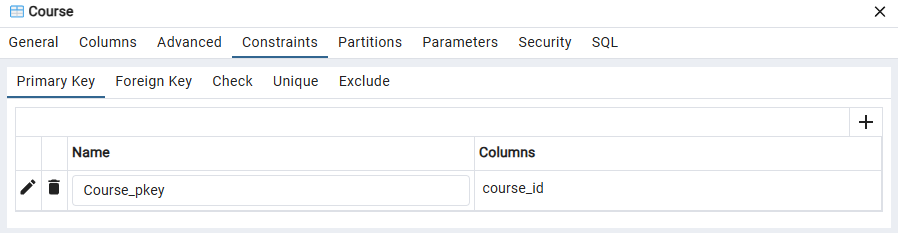 Course
General Columns Advanced Constraints Partitions Parameters Security SQL
Primary Key Foreign Key Check Unique Exclude
Name Columns
Course_pkey course_id